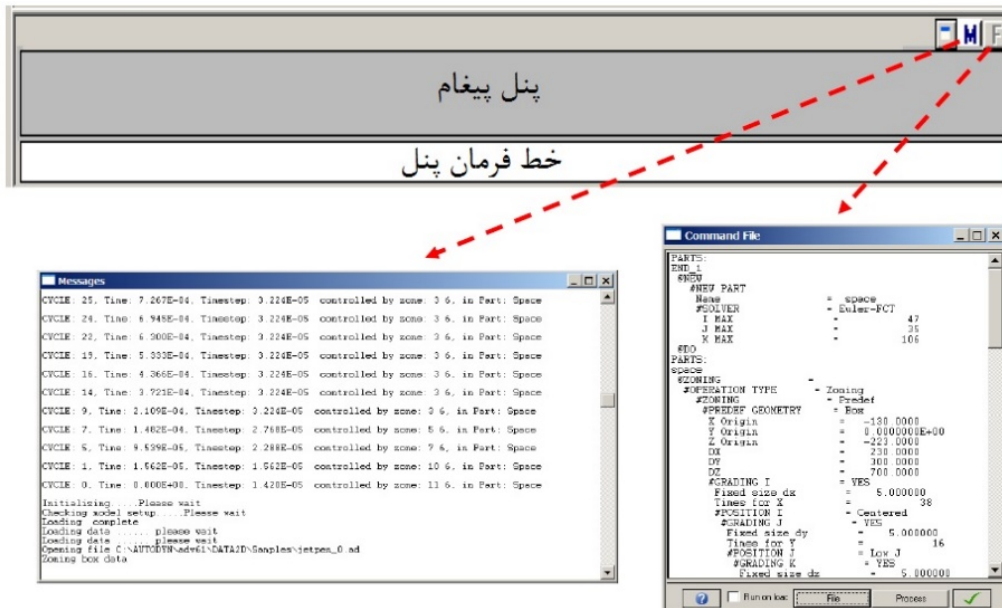 M F
پنل پیغام
خط فرمان پنل
Messages
CYCLE: 25, Time: 7.267E-04, Timestep: 3.224E-05 controlled by zone: 3 6, in Part: Space
CYCLE: 24, Time: 6.945E-04, Timestep: 3.224E-05 controlled by zone: 3 6, in Part: Space
CYCLE: 22, Time: 6.300E-04, Timestep: 3.224E-05 controlled by zone: 3 6, in Part: Space
CYCLE: 19, Time: 5.333E-04, Timestep: 3.224E-05 controlled by zone: 3 6, in Part: Space
CYCLE: 16, Time: 4.366E-04, Timestep: 3.224E-05 controlled by zone: 3 6, in Part: Space
CYCLE: 14, Time: 3.721E-04, Timestep: 3.224E-05 controlled by zone: 3 6, in Part: Space
CYCLE: 9, Time: 2.109E-04, Timestep: 3.224E-05 controlled by zone: 3 6, in Part: Space
CYCLE: 7, Time: 1.482E-04, Timestep: 2.768E-05 controlled by zone: 5 6, in Part: Space
CYCLE: 5, Time: 9.539E-05, Timestep: 2.288E-05 controlled by zone: 7 6, in Part: Space
CYCLE: 1, Time: 1.562E-05, Timestep: 1.562E-05 controlled by zone: 10 6, in Part: Space
CYCLE: 0, Time: 0.000E+00, Timestep: 1.420E-05 controlled by zone: 11 6, in Part: Space
Initialising.....Please wait
Checking model setup.....Please wait
Loading complete
Loading data ...... please wait
Loading data ...... please wait
Opening file C:\AUTODYN\adv61\DATA2D\Samples\jetpen_0.ad
Zoning box data
Command File
PARTS:
END_1
@NEW
#NEW PART
Name = space
#SOLVER = Euler-FCT
I MAX = 47
J MAX = 35
K MAX = 106
@DO
PARTS:
space
@ZONING -
#OPERATION TYPE = Zoning
#ZONING = Predef
#PREDEF GEOMETRY = Box
X Origin = -130.0000
Y Origin = 0.0000000E+00
Z Origin = -223.0000
DX = 230.0000
DY = 300.0000
DZ = 700.0000
#GRADING I = YES
Fixed size dx = 5.000000
Times for X = 38
#POSITION I = Centered
#GRADING J = YES
Fixed size dy = 5.000000
Times for Y = 16
#POSITION J = Low J
#GRADING K = YES
Fixed size dz = 5.000000
Run on load File Process